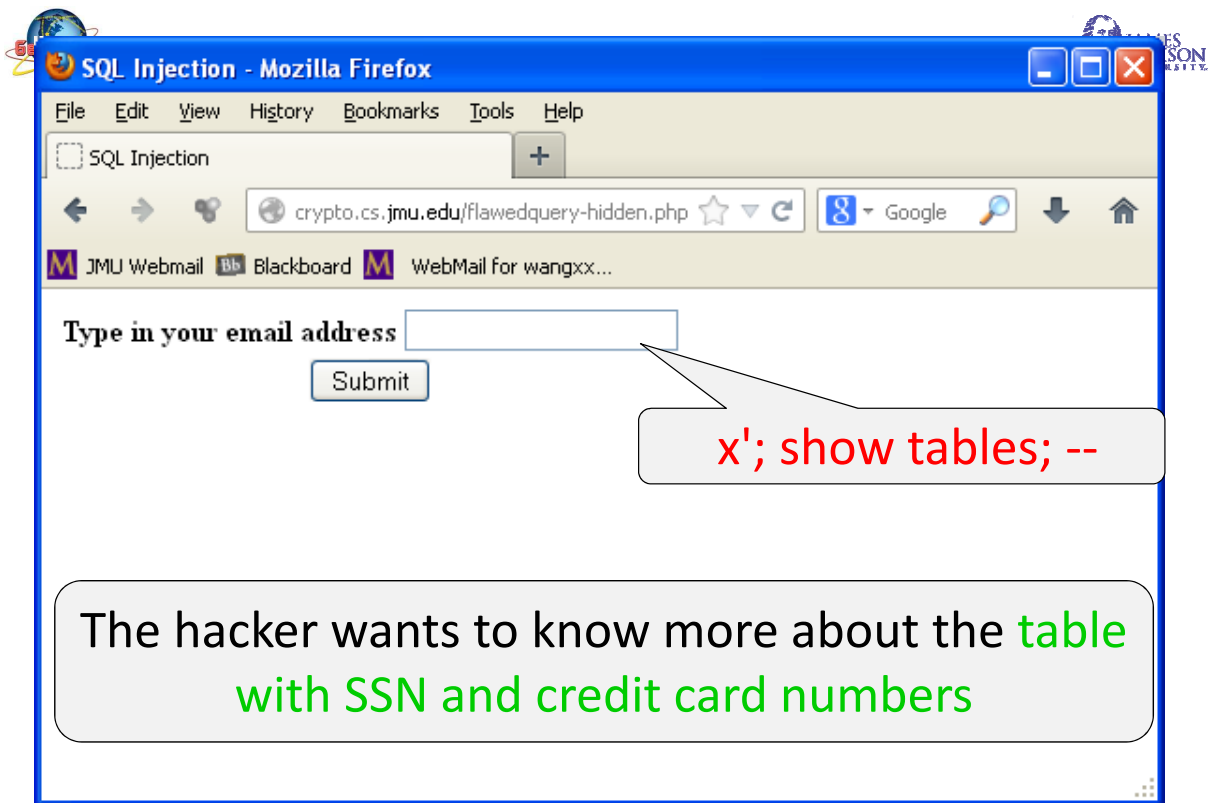 SQL Injection - Mozilla Firefox
File Edit View History Bookmarks Tools Help
SQL Injection +
crypto.cs.jmu.edu/flawedquery-hidden.php 8 Google
M JMU Webmail Bb Blackboard M WebMail for wangxx...
Type in your email address
Submit
x'; show tables; --
The hacker wants to know more about the table
with SSN and credit card numbers